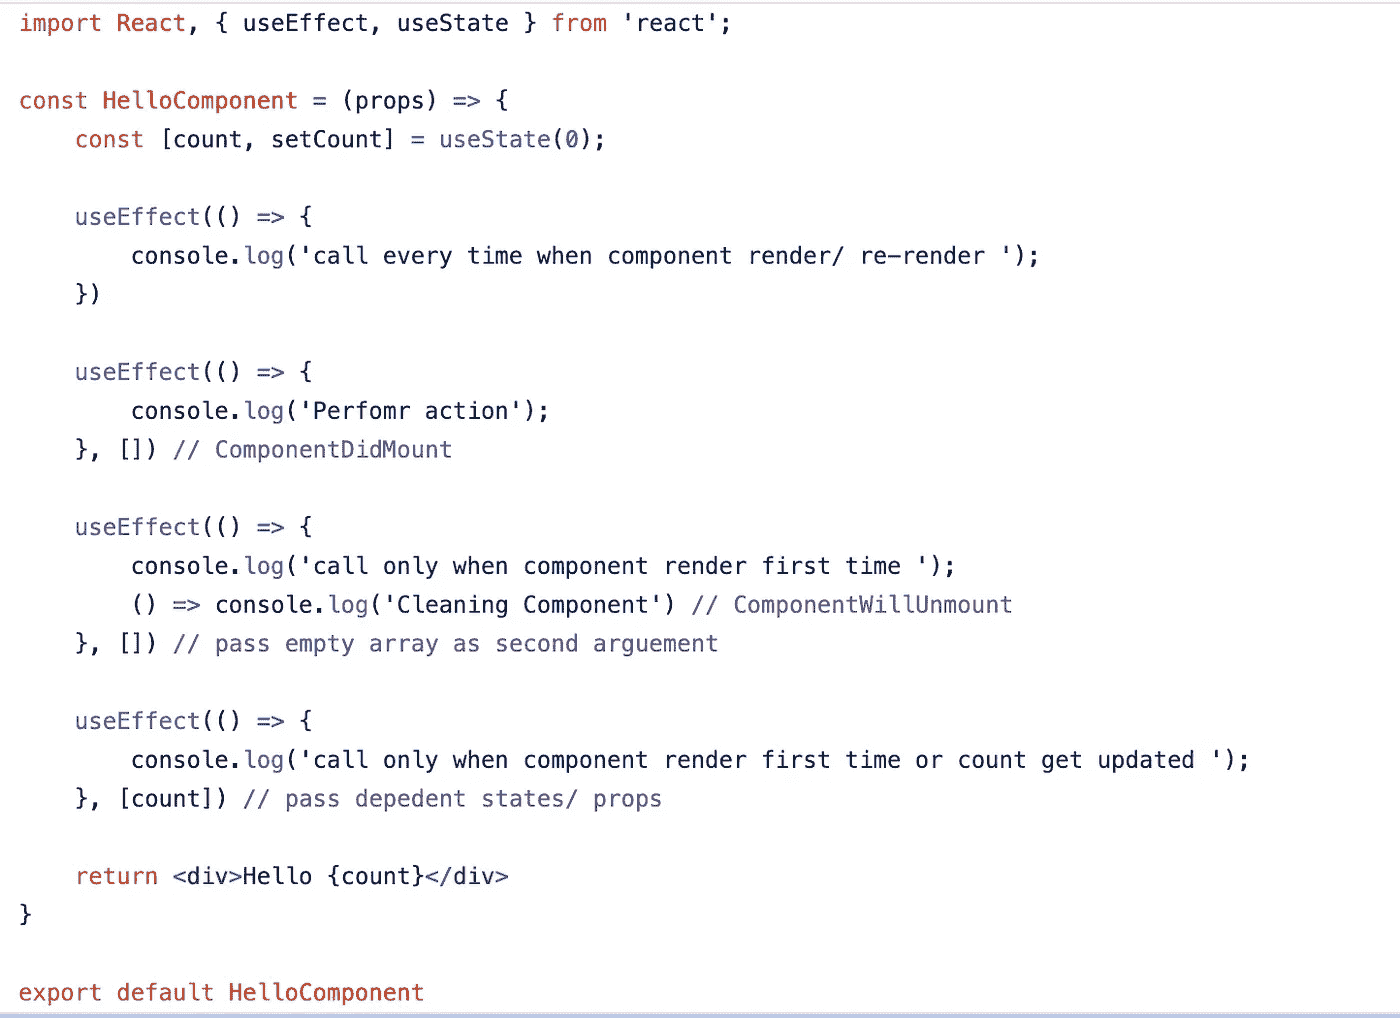 import React, { useEffect, useState } from 'react';
const HelloComponent = (props) => {
const [count, setCount] = useState(0);
useEffect(() => {
console.log('call every time when component render/ re-render ');
})
useEffect(() => {
console.log('Perfomr action');
}, []) // ComponentDidMount
useEffect(() => {
console.log('call only when component render first time ');
() => console.log('Cleaning Component') // ComponentWillUnmount
}, []) // pass empty array as second arguement
useEffect(() => {
console.log('call only when component render first time or count get updated ');
}, [count]) // pass depedent states/ props
return <div>Hello {count}</div>
}
export default HelloComponent